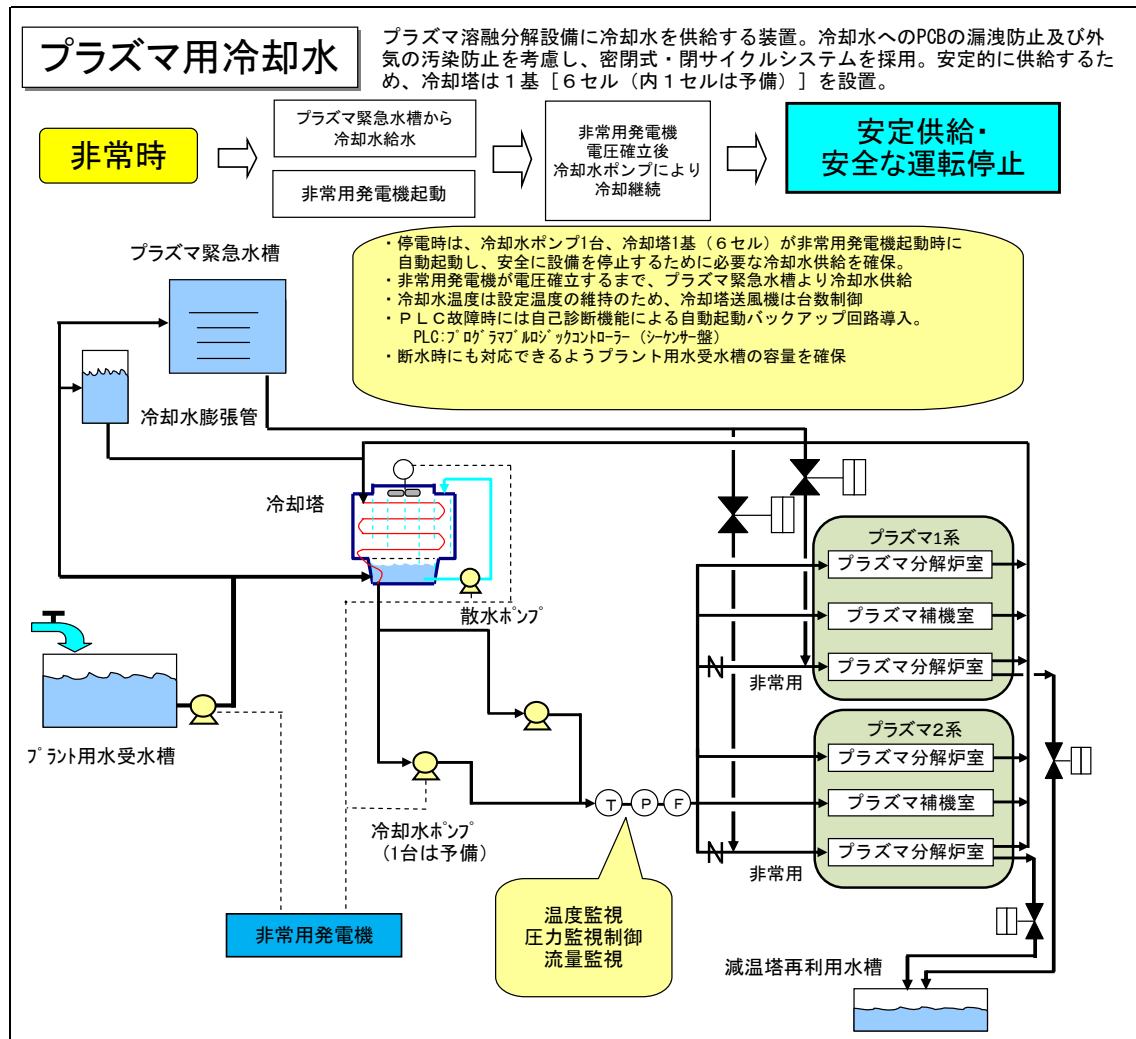 プラズマ用冷却水
プラズマ溶融分解設備に冷却水を供給する装置。冷却水へのPCBの漏洩防止及び外
気の汚染防止を考慮し、密閉式・閉サイクルシステムを採用。安定的に供給するた
め、冷却塔は１基［６セル（内１セルは予備）］を設置。
非常時
プラズマ緊急水槽から
冷却水給水
非常用発電機起動
非常用発電機
電圧確立後
冷却水ポンプにより
冷却継続
安定供給・
安全な運転停止
・停電時は、冷却水ポンプ1台、冷却塔1基（６セル）が非常用発電機起動時に
自動起動し、安全に設備を停止するために必要な冷却水供給を確保。
・非常用発電機が電圧確立するまで、プラズマ緊急水槽より冷却水供給
・冷却水温度は設定温度の維持のため、冷却塔送風機は台数制御
・ＰＬＣ故障時には自己診断機能による自動起動バックアップ回路導入。
PLC:ﾌﾟﾛｸﾞﾗﾏﾌﾞﾙﾛｼﾞｯｸｺﾝﾄﾛｰﾗｰ（ｼｰｹﾝｻｰ盤）
・断水時にも対応できるようプラント用水受水槽の容量を確保
プラズマ緊急水槽
冷却水膨張管
冷却塔
散水ﾎﾟﾝﾌﾟ
ﾌﾟﾗﾝﾄ用水受水槽
冷却水ﾎﾟﾝﾌﾟ
（1台は予備）
非常用発電機
T
P
F
温度監視
圧力監視制御
流量監視
プラズマ1系
プラズマ分解炉室
プラズマ補機室
プラズマ分解炉室
非常用
プラズマ２系
プラズマ分解炉室
プラズマ補機室
プラズマ分解炉室
非常用
減温塔再利用水槽